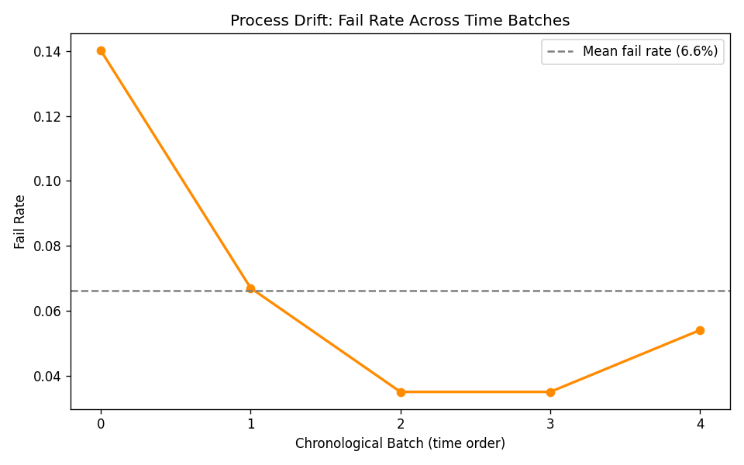 Process Drift: Fail Rate Across Time Batches
Mean fail rate (6.6%)
0.14
0.12
0.10
0.08
0.06
0.04
Fail Rate
0 1 2 3 4
Chronological Batch (time order)